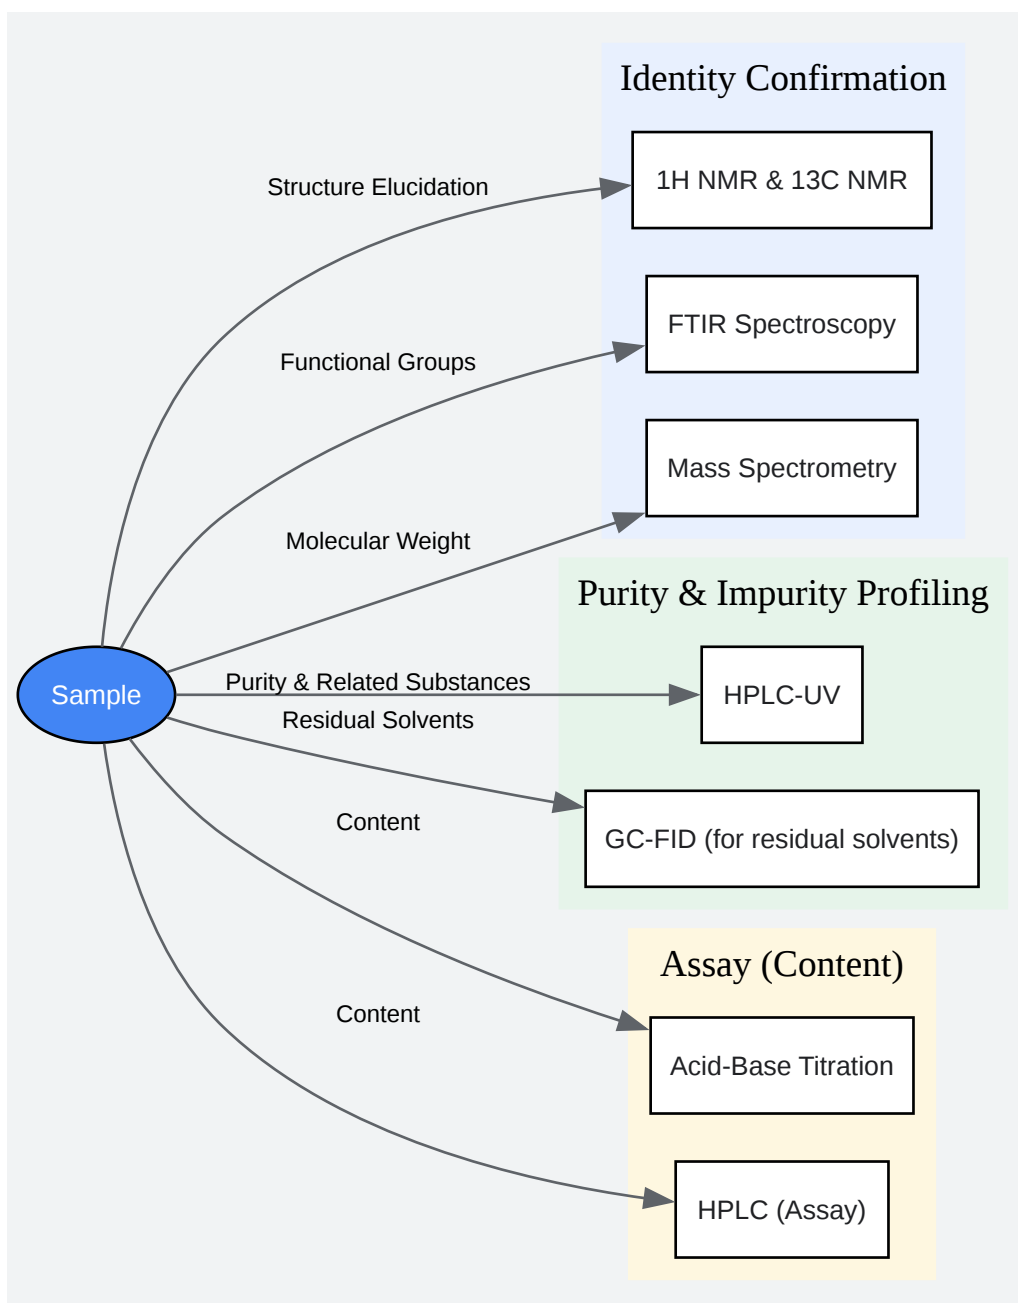 Identity Confirmation
1H NMR & 13C NMR
Structure Elucidation
FTIR Spectroscopy
Functional Groups
Mass Spectrometry
Molecular Weight
Purity & Impurity Profiling
Sample
Purity & Related Substances
HPLC-UV
Residual Solvents
GC-FID (for residual solvents)
Content
Assay (Content)
Acid-Base Titration
Content
HPLC (Assay)